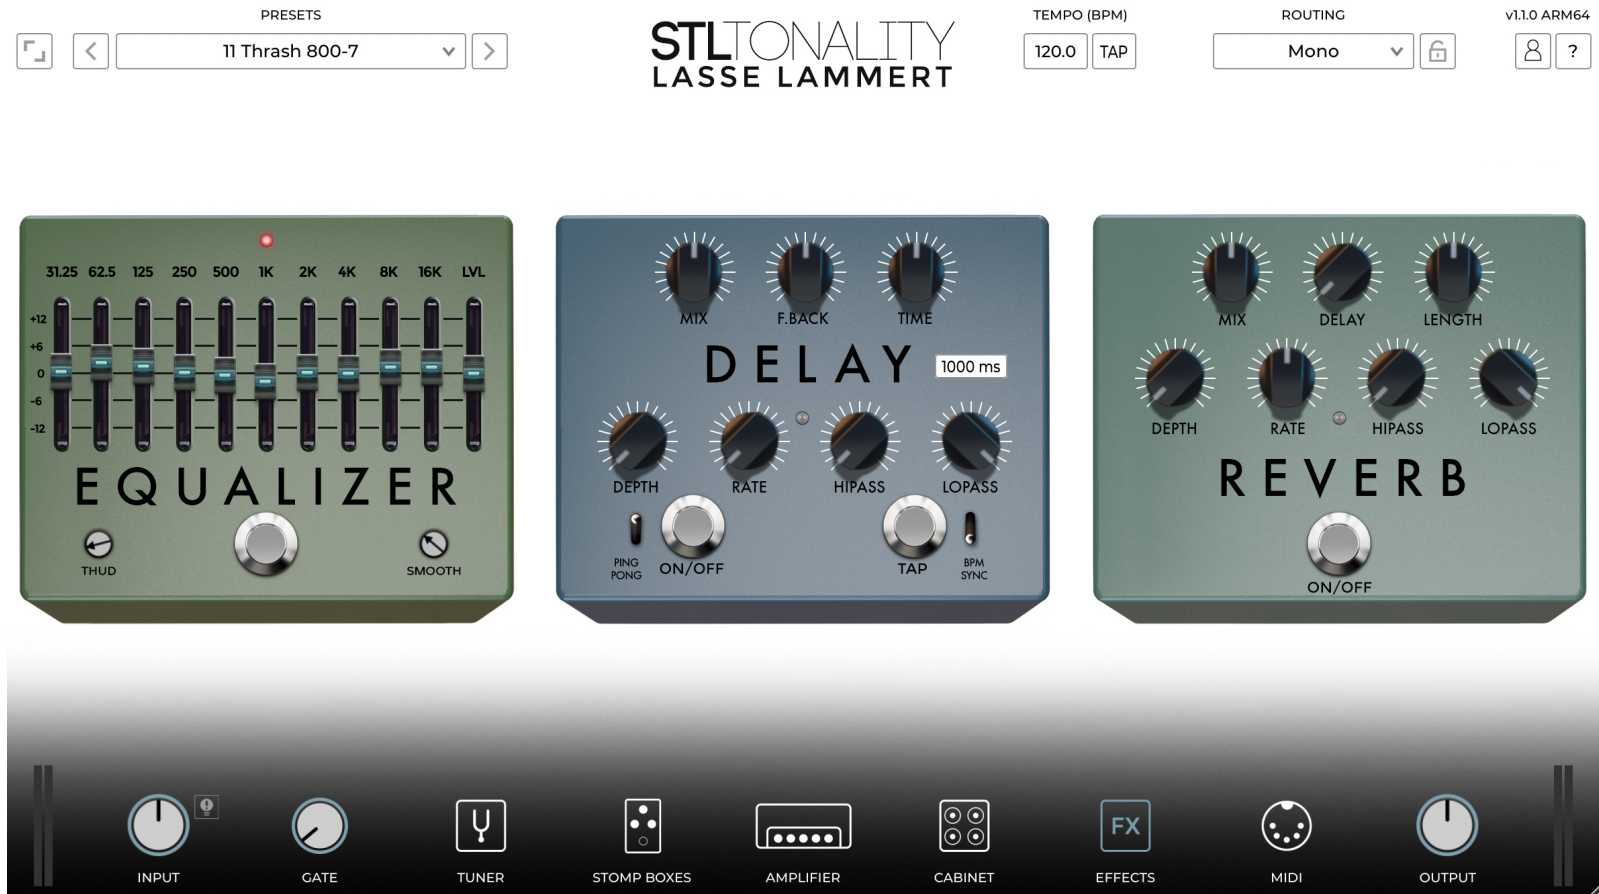 PRESETS
11 Thrash 800-7
STL TONALITY
LASSE LAMMERT
TEMPO (BPM)
120.0 TAP
ROUTING
Mono
v1.1.0 ARM64
?
31.25 62.5 125 250 500 1K 2K 4K 8K 16K LVL
+12
+6
0
-6
-12
EQUALIZER
THUD
SMOOTH
MIX F.BACK TIME
DELAY 1000 ms
DEPTH RATE HIPASS LOPASS
PING
PONG
ON/OFF
TAP
BPM
SYNC
MIX DELAY LENGTH
DEPTH RATE HIPASS LOPASS
REVERB
ON/OFF
FX
INPUT GATE TUNER STOMP BOXES AMPLIFIER CABINET EFFECTS MIDI OUTPUT